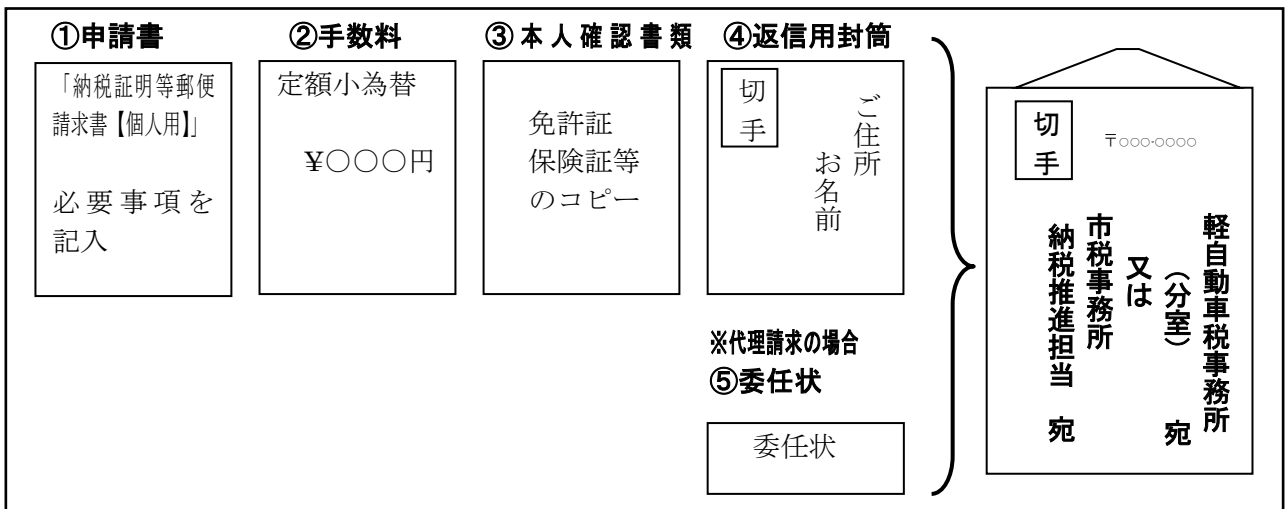 ①申請書
「納税証明等郵便
請求書【個人用】」
必要事項を
記入
②手数料
定額小為替
¥〇〇〇円
③本人確認書類
免許証
保険証等
のコピー
④返信用封筒
切
手
ご住所
お名前
※代理請求の場合
⑤委任状
委任状
切
手
〒○○○-○○○○
軽自動車税事務所
（分室） 宛
又は
市税事務所
納税推進担当 宛